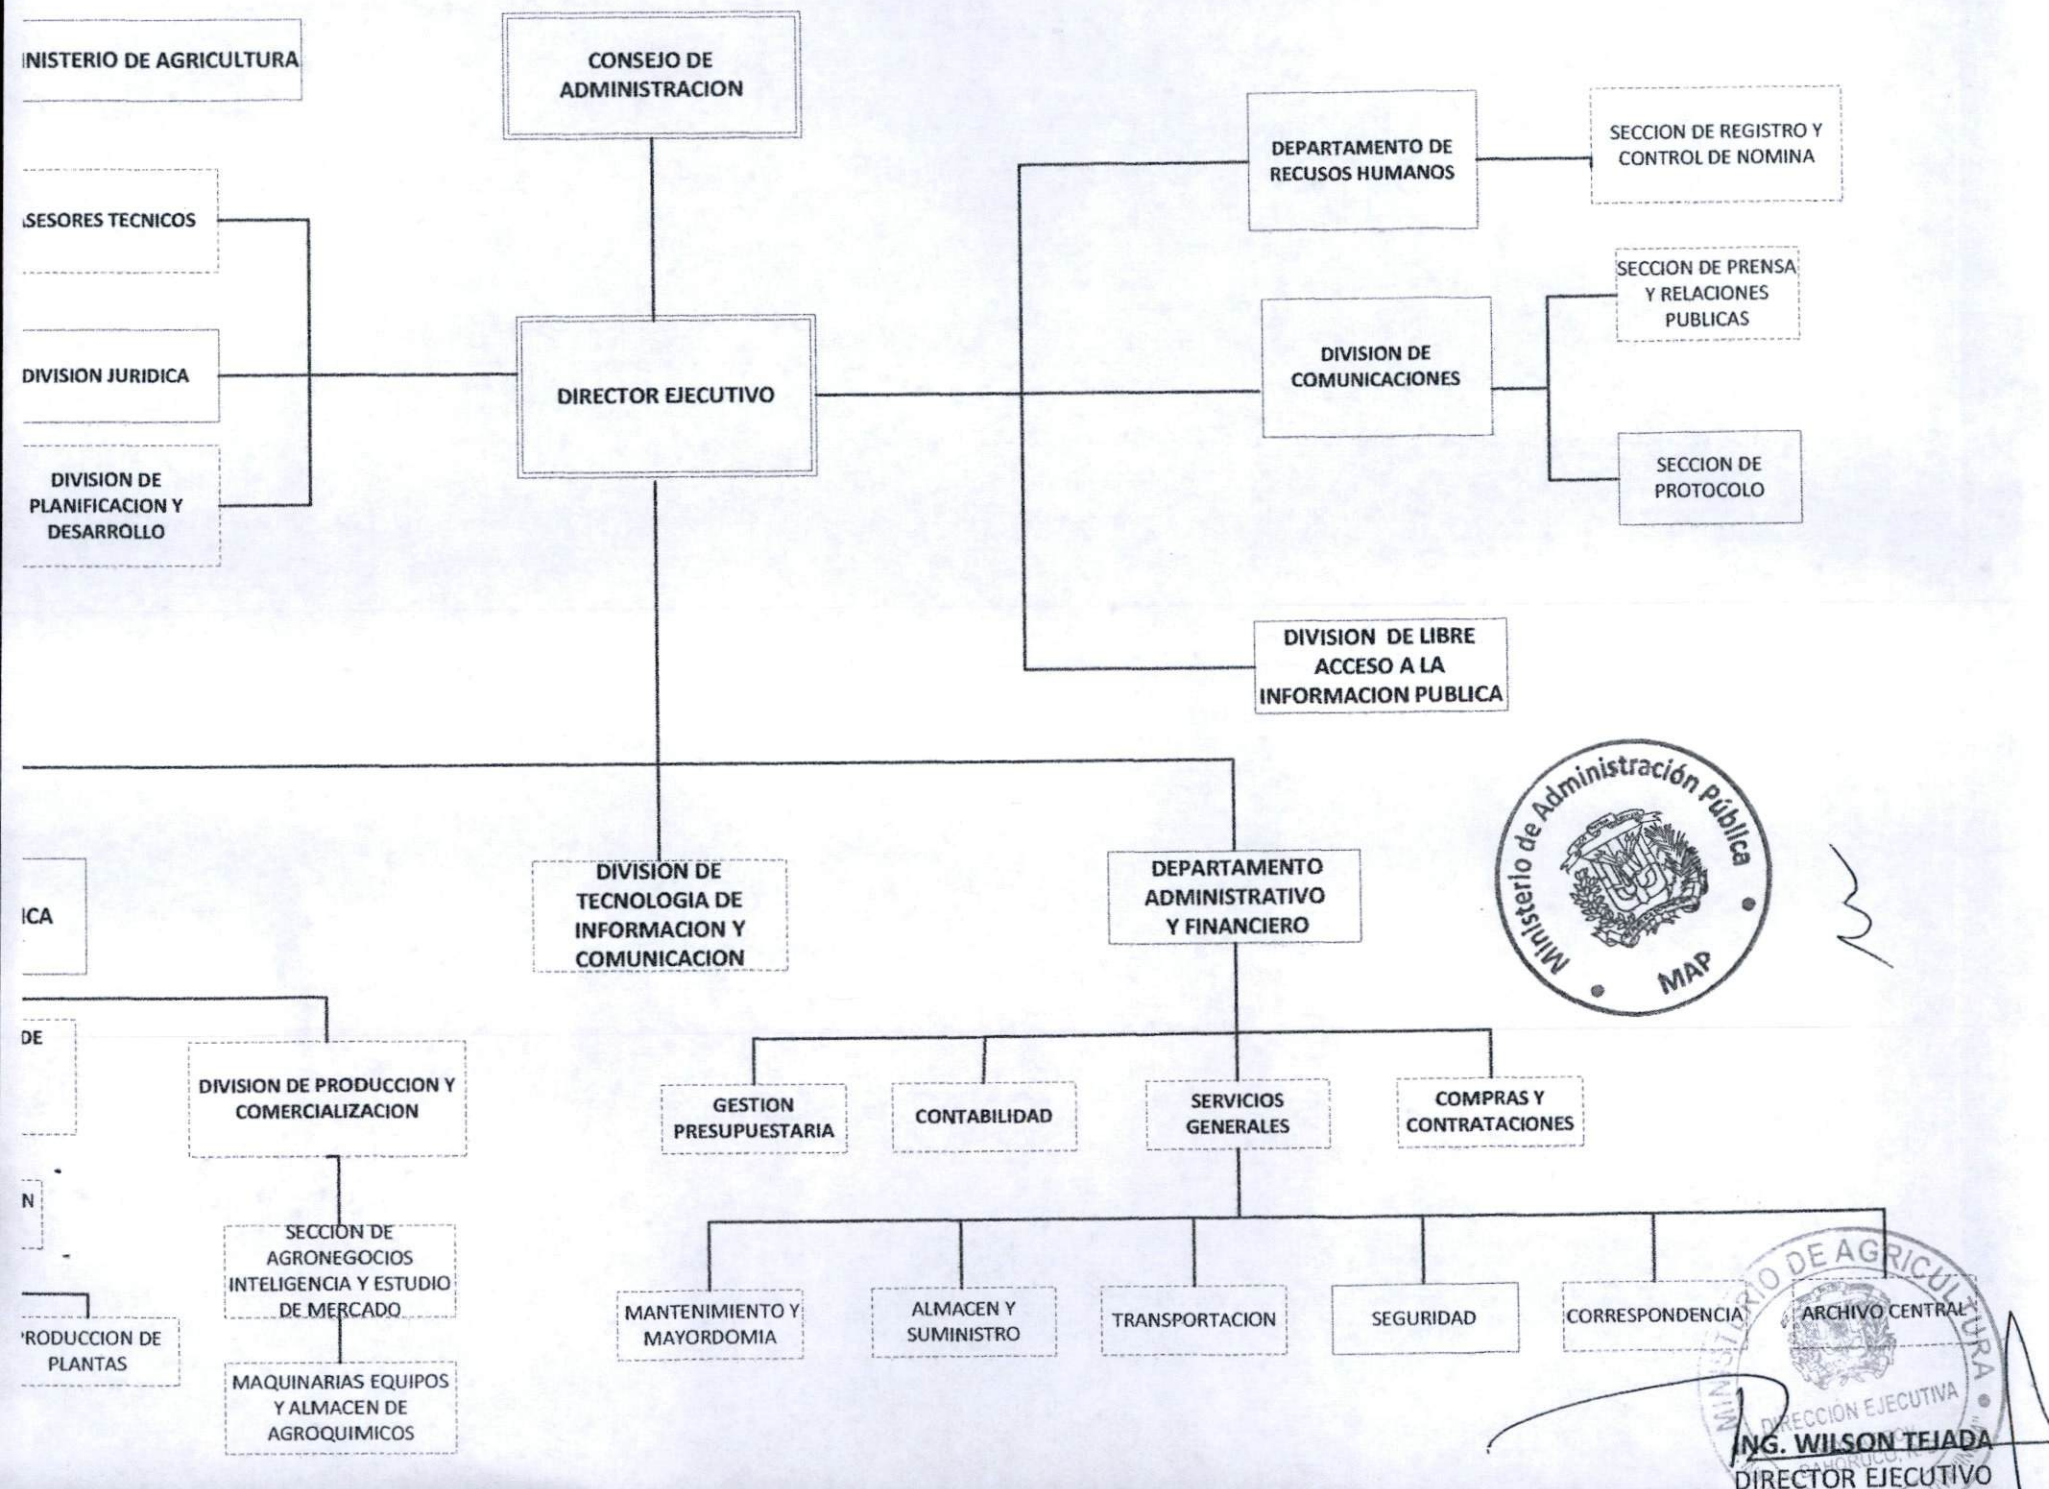 INISTERIO DE AGRICULTURA
CONSEJO DE
ADMINISTRACION
DEPARTAMENTO DE
RECUSOS HUMANOS
SECCION DE REGISTRO Y
CONTROL DE NOMINA
SESORES TECNICOS
SECCION DE PRENSA
Y RELACIONES
PUBLICAS
DIVISION JURIDICA
DIRECTOR EJECUTIVO
DIVISION DE
COMUNICACIONES
DIVISION DE
PLANIFICACION Y
DESARROLLO
SECCION DE
PROTOCOLO
DIVISION DE LIBRE
ACCESO A LA
INFORMACION PUBLICA
Ministerio de Administración Pública
MAP
ICA
DIVISION DE
TECNOLOGIA DE
INFORMACION Y
COMUNICACION
DEPARTAMENTO
ADMINISTRATIVO
Y FINANCIERO
DE
DIVISION DE PRODUCCION Y
COMERCIALIZACION
GESTION
PRESUPUESTARIA
CONTABILIDAD
SERVICIOS
GENERALES
COMPRAS Y
CONTRATACIONES
N
SECCION DE
AGRONEGOCIOS
INTELIGENCIA Y ESTUDIO
DE MERCADO
RODUCCION DE
PLANTAS
MAQUINARIAS EQUIPOS
Y ALMACEN DE
AGROQUIMICOS
MANTENIMIENTO Y
MAYORDOMIA
ALMACEN Y
SUMINISTRO
TRANSPORTACION
SEGURIDAD
CORRESPONDENCIA
ARCHIVO CENTRAL
MINISTERIO DE AGRICULTURA
DIRECCIÓN EJECUTIVA
ING. WILSON TEJADA
DIRECTOR EJECUTIVO